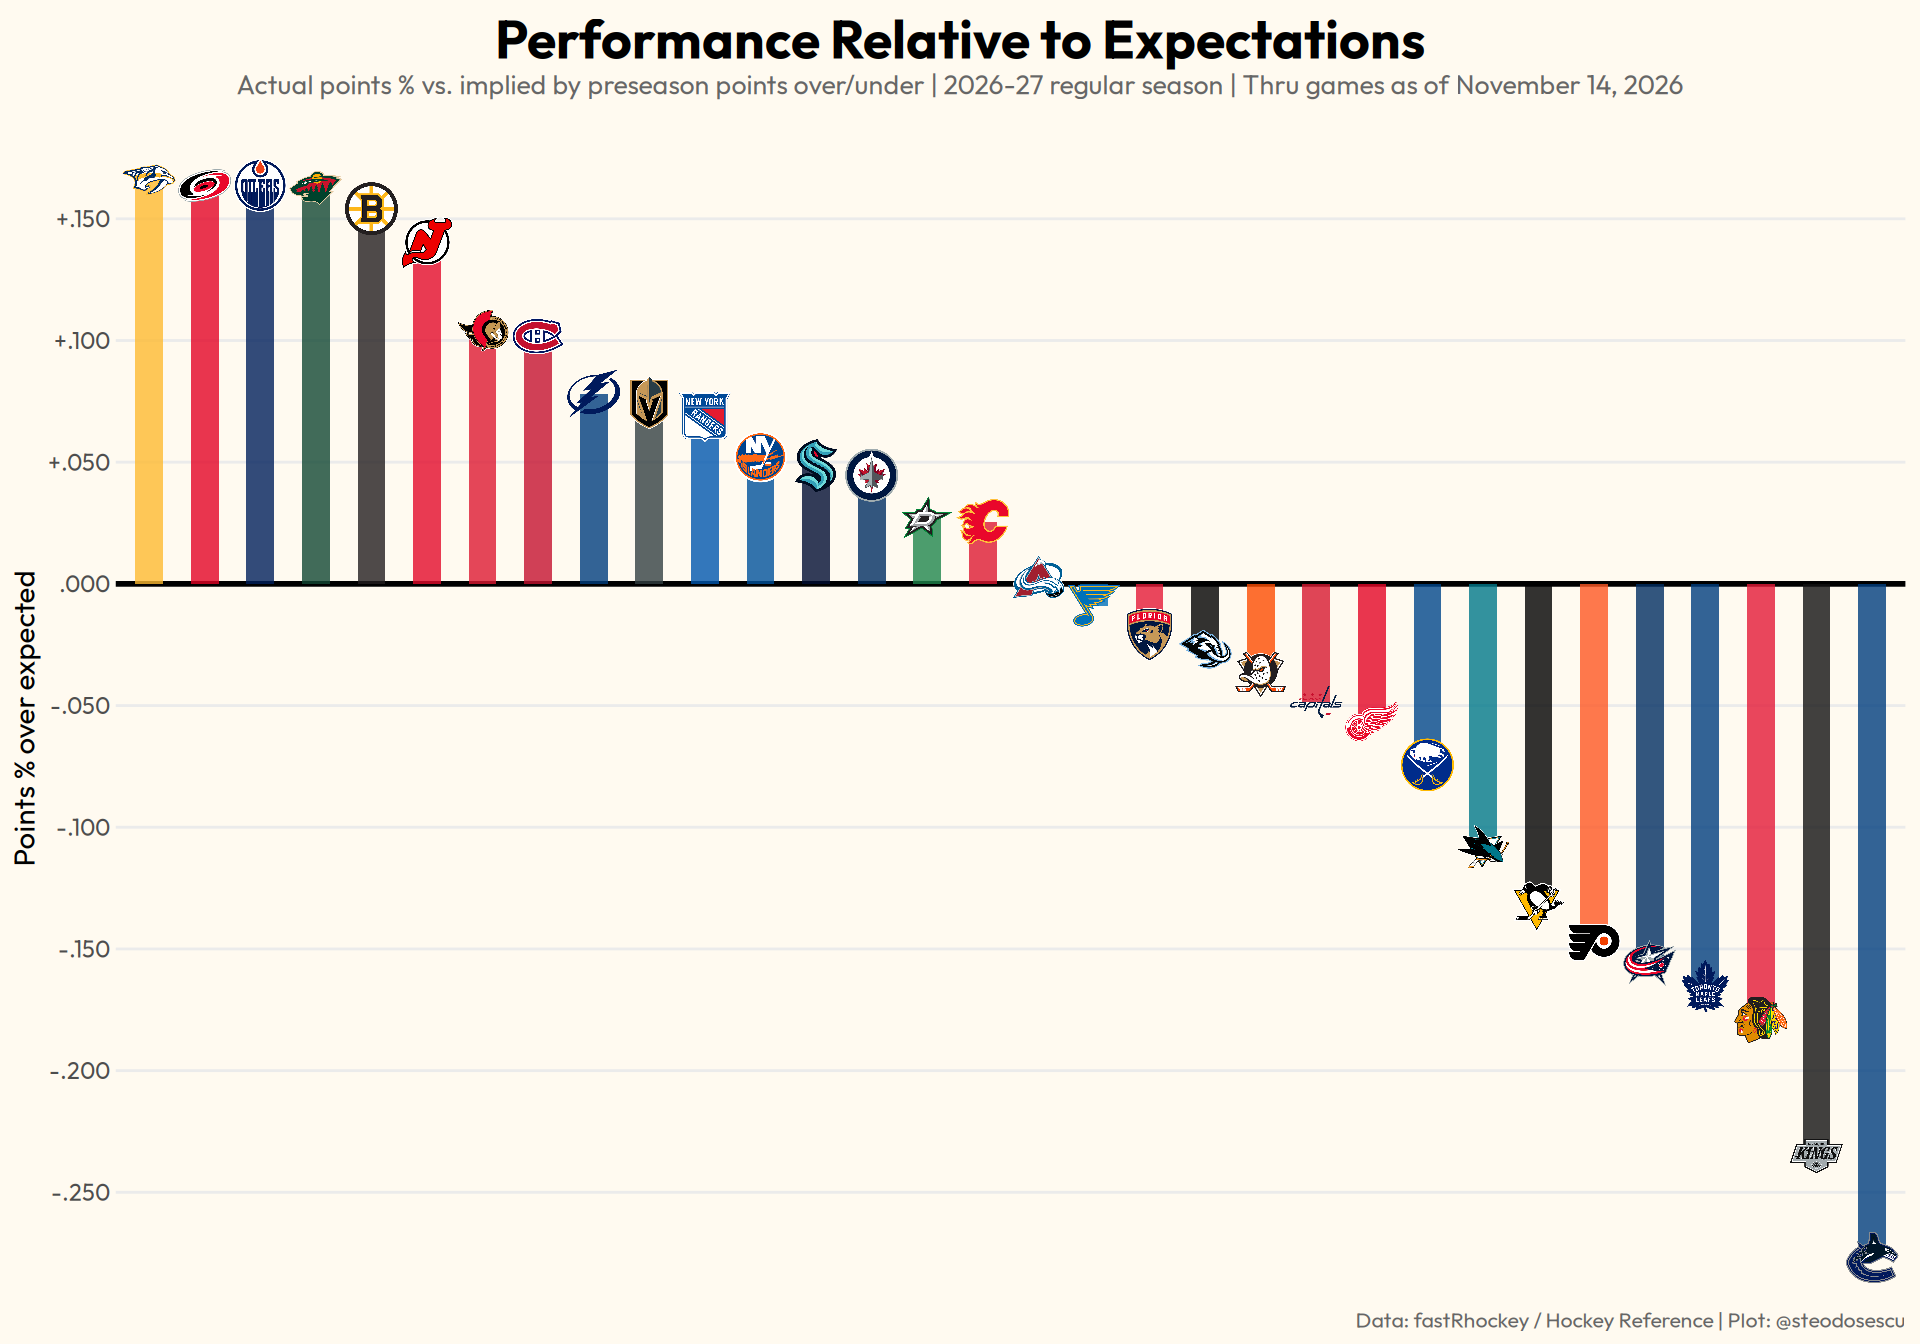 Performance Relative to Expectations
Actual points % vs. implied by preseason points over/under | 2026-27 regular season | Thru games as of November 14, 2026
Points % over expected
+.150
+.100
+.050
.000
-.050
-.100
-.150
-.200
-.250
OILERS
B
NEW YORK
RANGERS
NY
FLORIDA
capitals
TORONTO
MAPLE
LEAFS
KINGS
Data: fastRhockey / Hockey Reference | Plot: @steodosescu